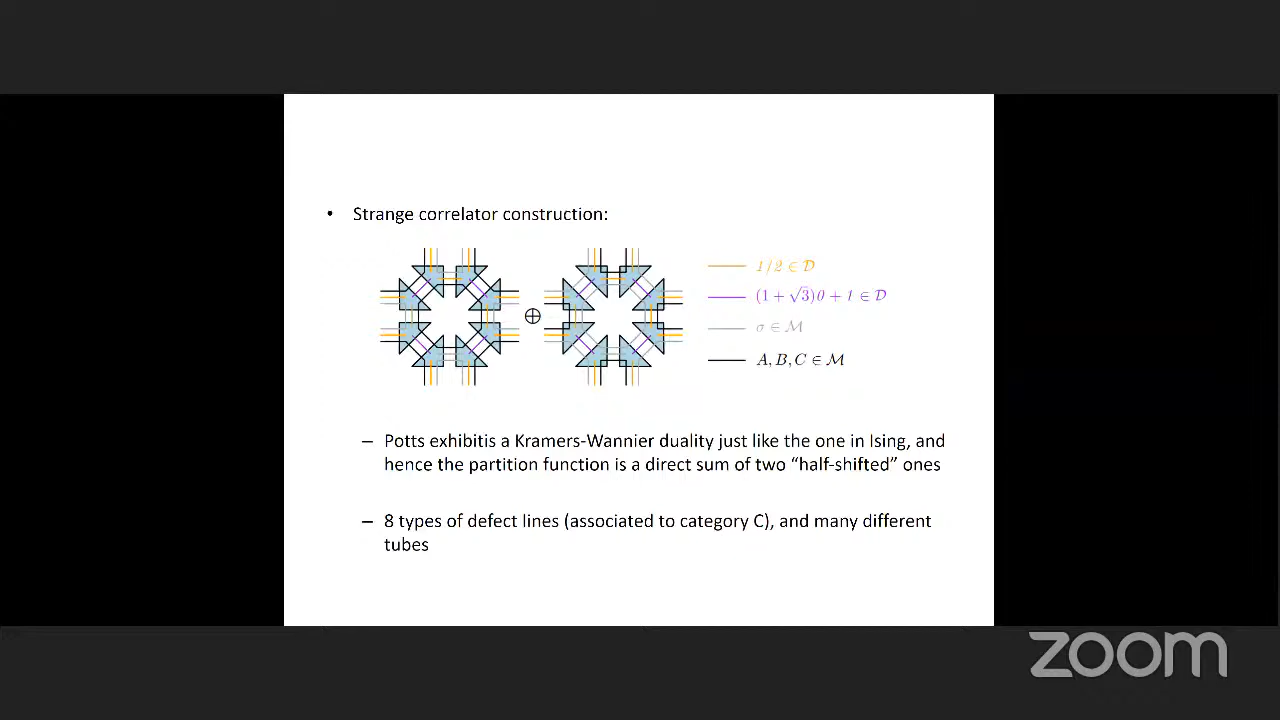 • Strange correlator construction:
⊕
1/2 ∈ 𝒟
(1 + √3)0 + 1 ∈ 𝒟
σ ∈ ℳ
A, B, C ∈ ℳ
– Potts exhibitis a Kramers-Wannier duality just like the one in Ising, and
hence the partition function is a direct sum of two “half-shifted” ones
– 8 types of defect lines (associated to category C), and many different
tubes
zoom